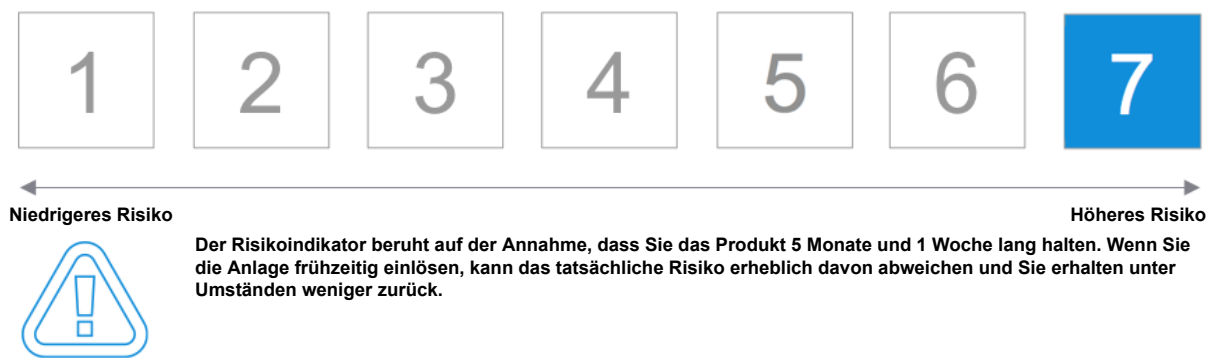 1 2 3 4 5 6 7
Niedrigeres Risiko Höheres Risiko
Der Risikoindikator beruht auf der Annahme, dass Sie das Produkt 5 Monate und 1 Woche lang halten. Wenn Sie
die Anlage frühzeitig einlösen, kann das tatsächliche Risiko erheblich davon abweichen und Sie erhalten unter
Umständen weniger zurück.